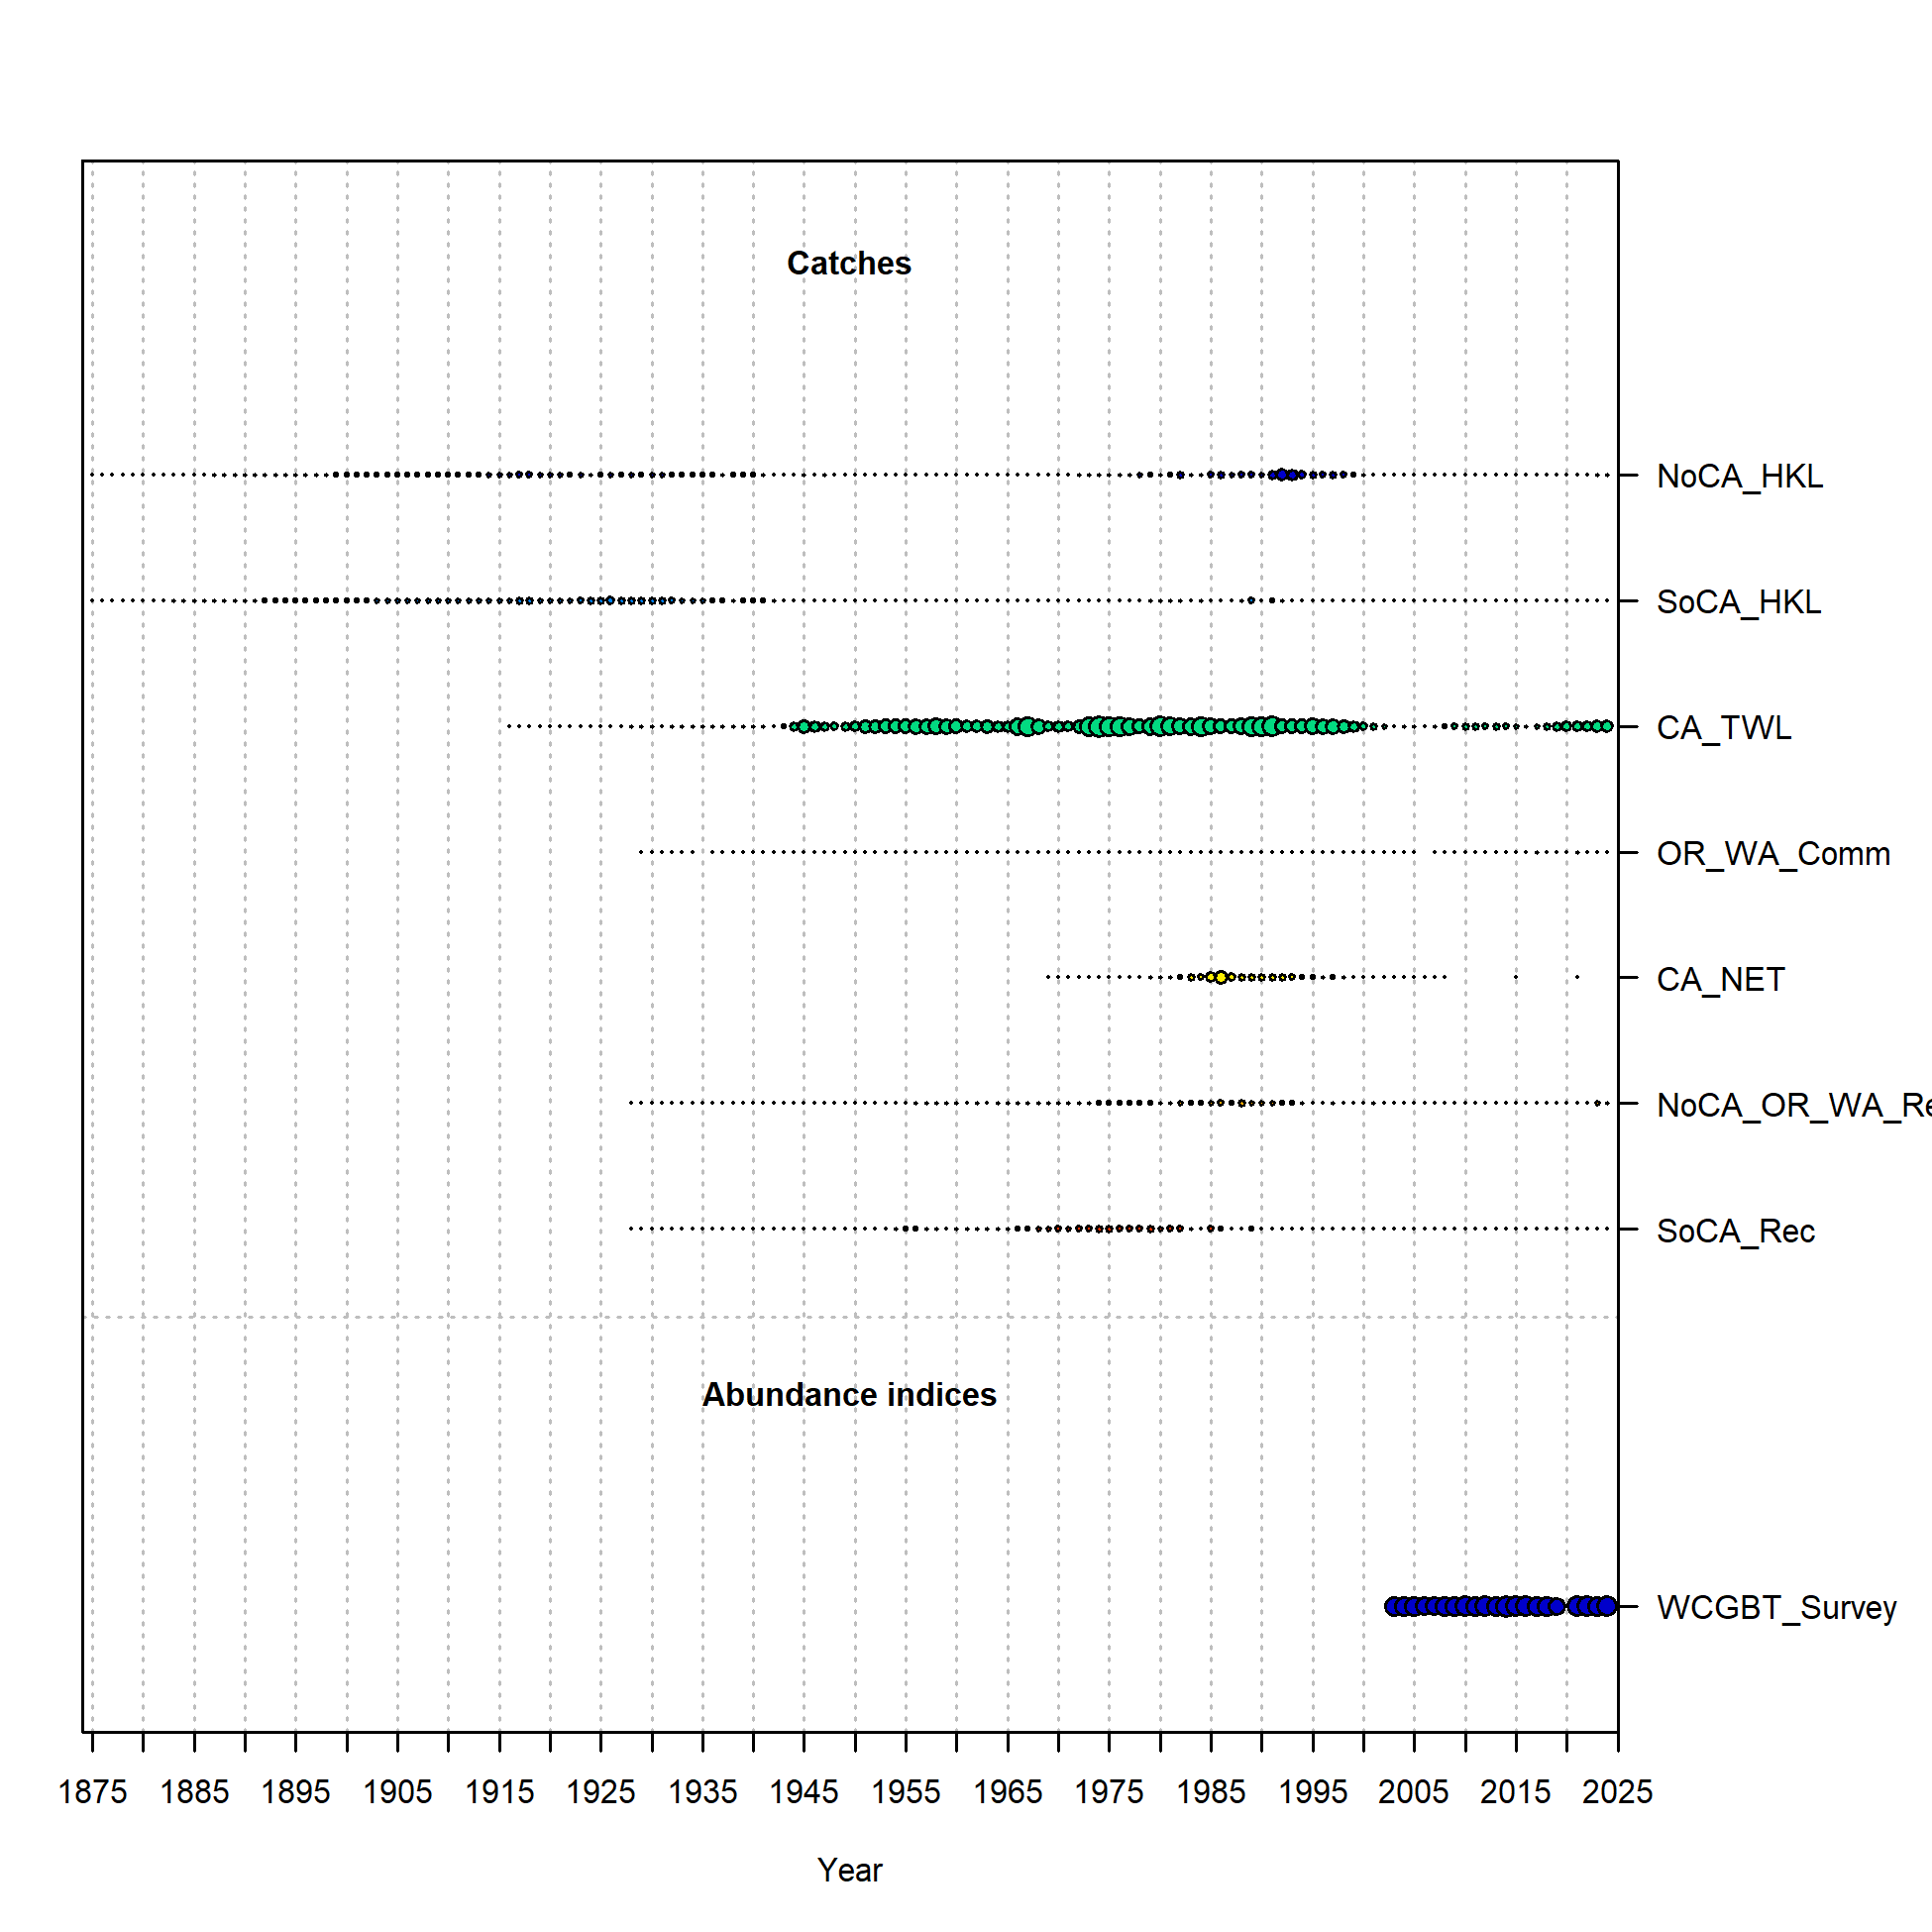 Catches
NoCA_HKL
SoCA_HKL
CA_TWL
OR_WA_Comm
CA_NET
NoCA_OR_WA_Re
SoCA_Rec
Abundance indices
WCGBT_Survey
1875 1885 1895 1905 1915 1925 1935 1945 1955 1965 1975 1985 1995 2005 2015 2025
Year